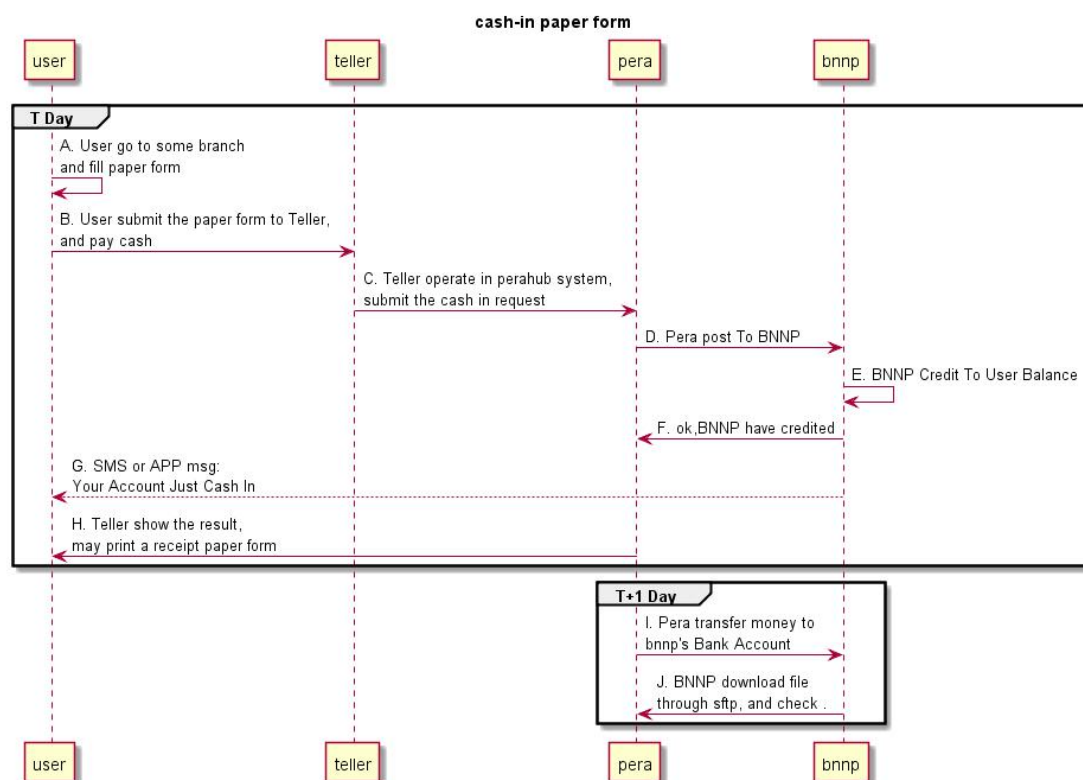 cash-in paper form
user teller pera bnnp
T Day
A. User go to some branch
and fill paper form
B. User submit the paper form to Teller,
and pay cash
C. Teller operate in perahub system,
submit the cash in request
D. Pera post To BNNP
E. BNNP Credit To User Balance
F. ok,BNNP have credited
G. SMS or APP msg:
Your Account Just Cash In
H. Teller show the result,
may print a receipt paper form
T+1 Day
I. Pera transfer money to
bnnp's Bank Account
J. BNNP download file
through sftp, and check .
user teller pera bnnp